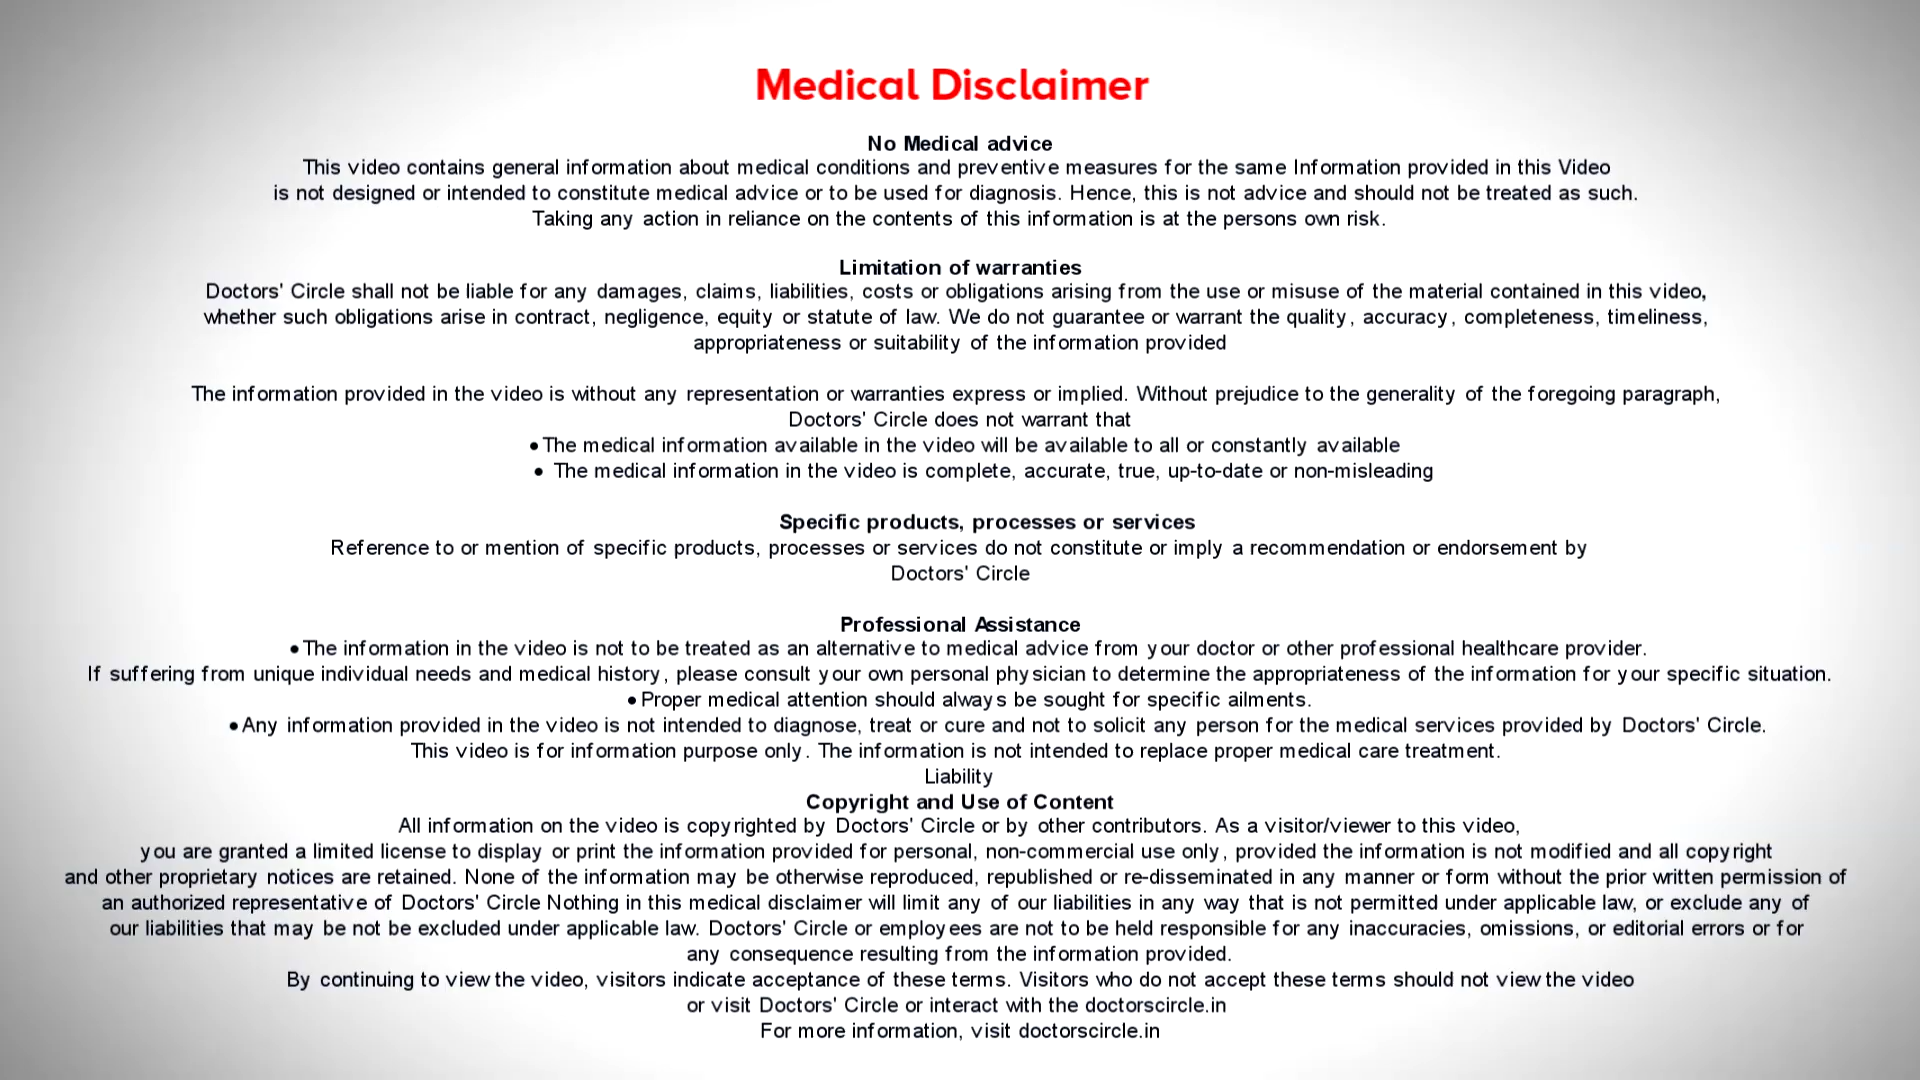 Medical Disclaimer
No Medical advice
This video contains general information about medical conditions and preventive measures for the same Information provided in this Video
is not designed or intended to constitute medical advice or to be used for diagnosis. Hence, this is not advice and should not be treated as such.
Taking any action in reliance on the contents of this information is at the persons own risk.
Limitation of warranties
Doctors' Circle shall not be liable for any damages, claims, liabilities, costs or obligations arising from the use or misuse of the material contained in this video,
whether such obligations arise in contract, negligence, equity or statute of law. We do not guarantee or warrant the quality, accuracy, completeness, timeliness,
appropriateness or suitability of the information provided
The information provided in the video is without any representation or warranties express or implied. Without prejudice to the generality of the foregoing paragraph,
Doctors' Circle does not warrant that
• The medical information available in the video will be available to all or constantly available
• The medical information in the video is complete, accurate, true, up-to-date or non-misleading
Specific products, processes or services
Reference to or mention of specific products, processes or services do not constitute or imply a recommendation or endorsement by
Doctors' Circle
Professional Assistance
• The information in the video is not to be treated as an alternative to medical advice from your doctor or other professional healthcare provider.
If suffering from unique individual needs and medical history, please consult your own personal physician to determine the appropriateness of the information for your specific situation.
• Proper medical attention should always be sought for specific ailments.
• Any information provided in the video is not intended to diagnose, treat or cure and not to solicit any person for the medical services provided by Doctors' Circle.
This video is for information purpose only. The information is not intended to replace proper medical care treatment.
Liability
Copyright and Use of Content
All information on the video is copyrighted by Doctors' Circle or by other contributors. As a visitor/viewer to this video,
you are granted a limited license to display or print the information provided for personal, non-commercial use only, provided the information is not modified and all copyright
and other proprietary notices are retained. None of the information may be otherwise reproduced, republished or re-disseminated in any manner or form without the prior written permission of
an authorized representative of Doctors' Circle Nothing in this medical disclaimer will limit any of our liabilities in any way that is not permitted under applicable law, or exclude any of
our liabilities that may be not be excluded under applicable law. Doctors' Circle or employees are not to be held responsible for any inaccuracies, omissions, or editorial errors or for
any consequence resulting from the information provided.
By continuing to view the video, visitors indicate acceptance of these terms. Visitors who do not accept these terms should not view the video
or visit Doctors' Circle or interact with the doctorscircle.in
For more information, visit doctorscircle.in